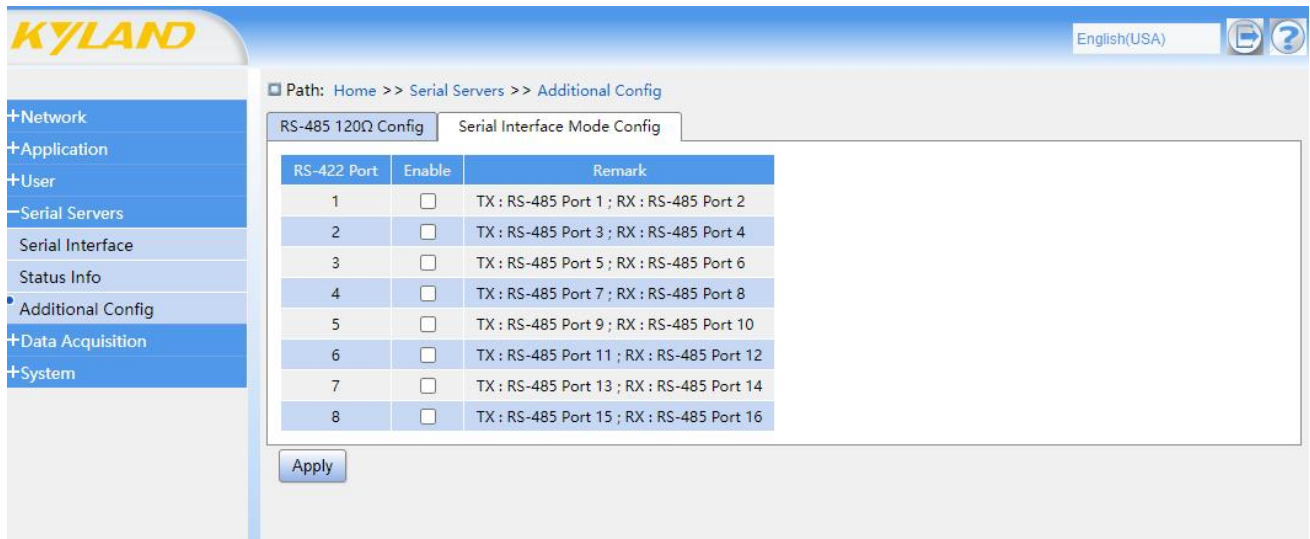 KYLAND
English(USA)
Path: Home >> Serial Servers >> Additional Config
+Network
+Application
+User
−Serial Servers
Serial Interface
Status Info
Additional Config
+Data Acquisition
+System
RS-485 120Ω Config Serial Interface Mode Config
RS-422 Port Enable Remark
1 TX : RS-485 Port 1 ; RX : RS-485 Port 2
2 TX : RS-485 Port 3 ; RX : RS-485 Port 4
3 TX : RS-485 Port 5 ; RX : RS-485 Port 6
4 TX : RS-485 Port 7 ; RX : RS-485 Port 8
5 TX : RS-485 Port 9 ; RX : RS-485 Port 10
6 TX : RS-485 Port 11 ; RX : RS-485 Port 12
7 TX : RS-485 Port 13 ; RX : RS-485 Port 14
8 TX : RS-485 Port 15 ; RX : RS-485 Port 16
Apply